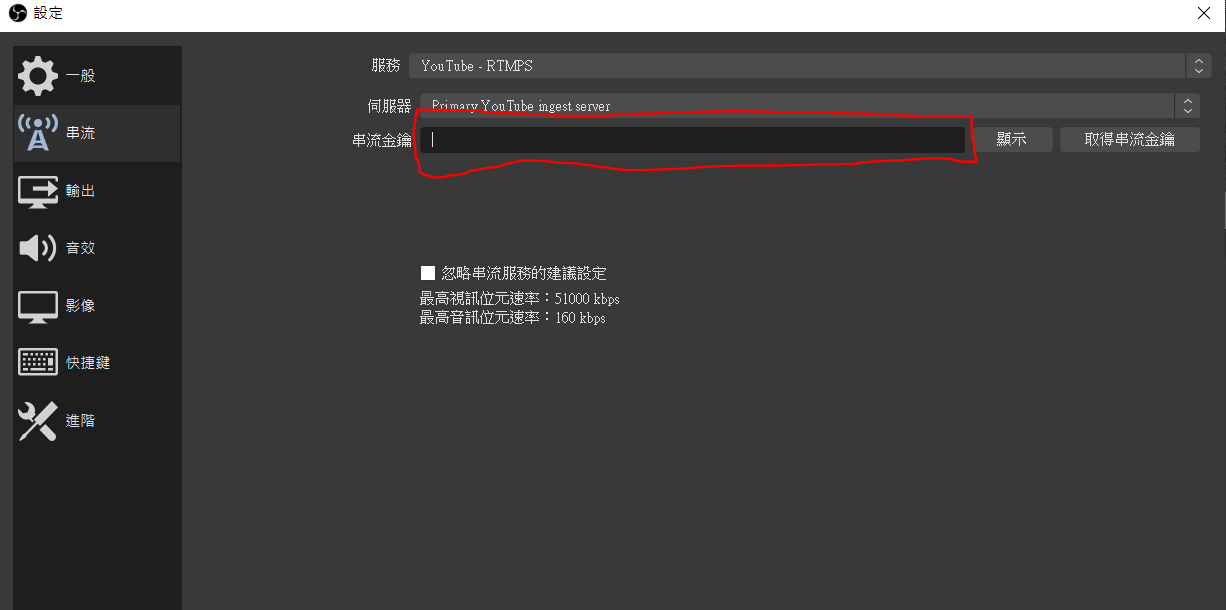 設定
一般
串流
輸出
音效
影像
快捷鍵
進階
服務 YouTube - RTMPS
伺服器 Primary YouTube ingest server
串流金鑰 顯示 取得串流金鑰
忽略串流服務的建議設定
最高視訊位元速率：51000 kbps
最高音訊位元速率：160 kbps